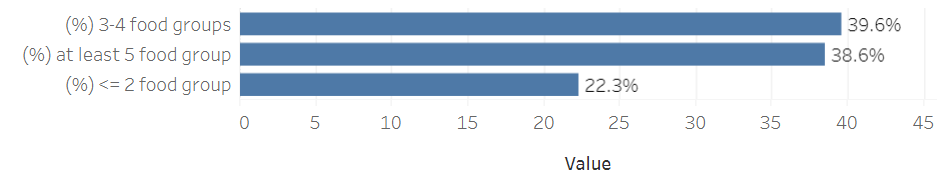 (%) 3-4 food groups 39.6%
(%) at least 5 food group 38.6%
(%) <= 2 food group 22.3%
0 5 10 15 20 25 30 35 40 45
Value